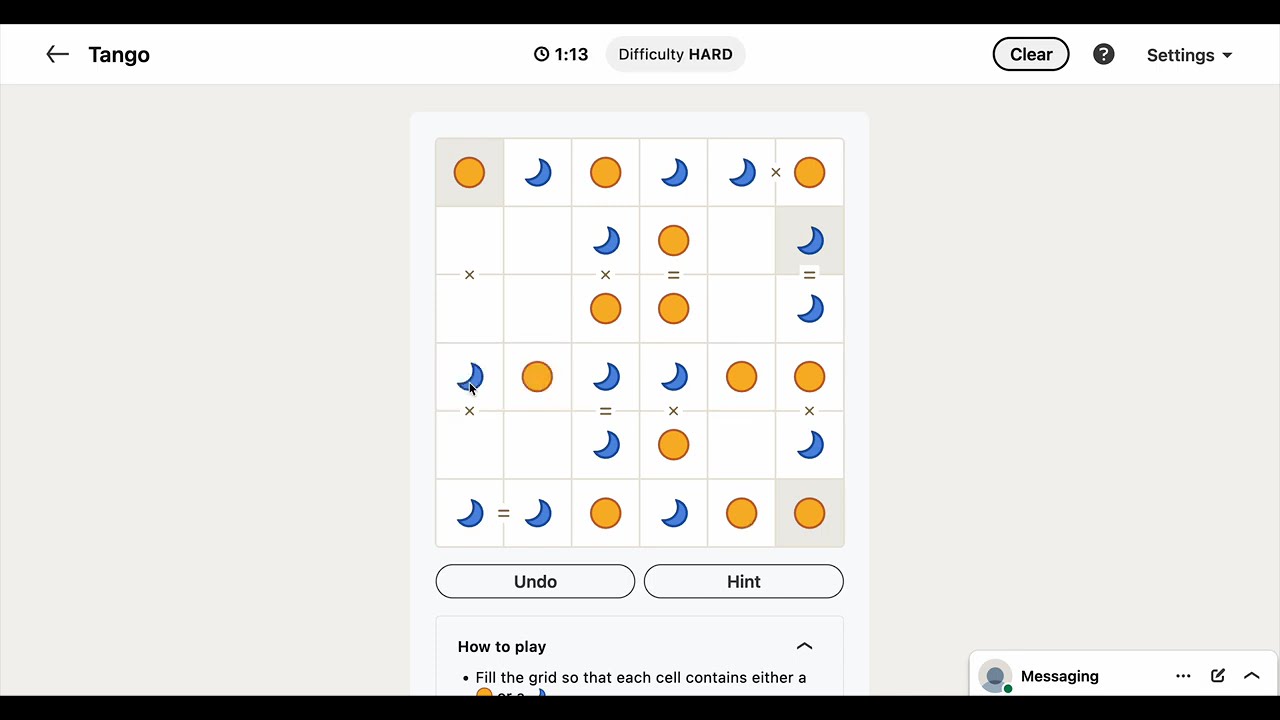 Tango
1:13
Difficulty HARD
Clear
?
Settings
×
× × = =
× = × ×
=
Undo
Hint
How to play
• Fill the grid so that each cell contains either a
or a
Messaging